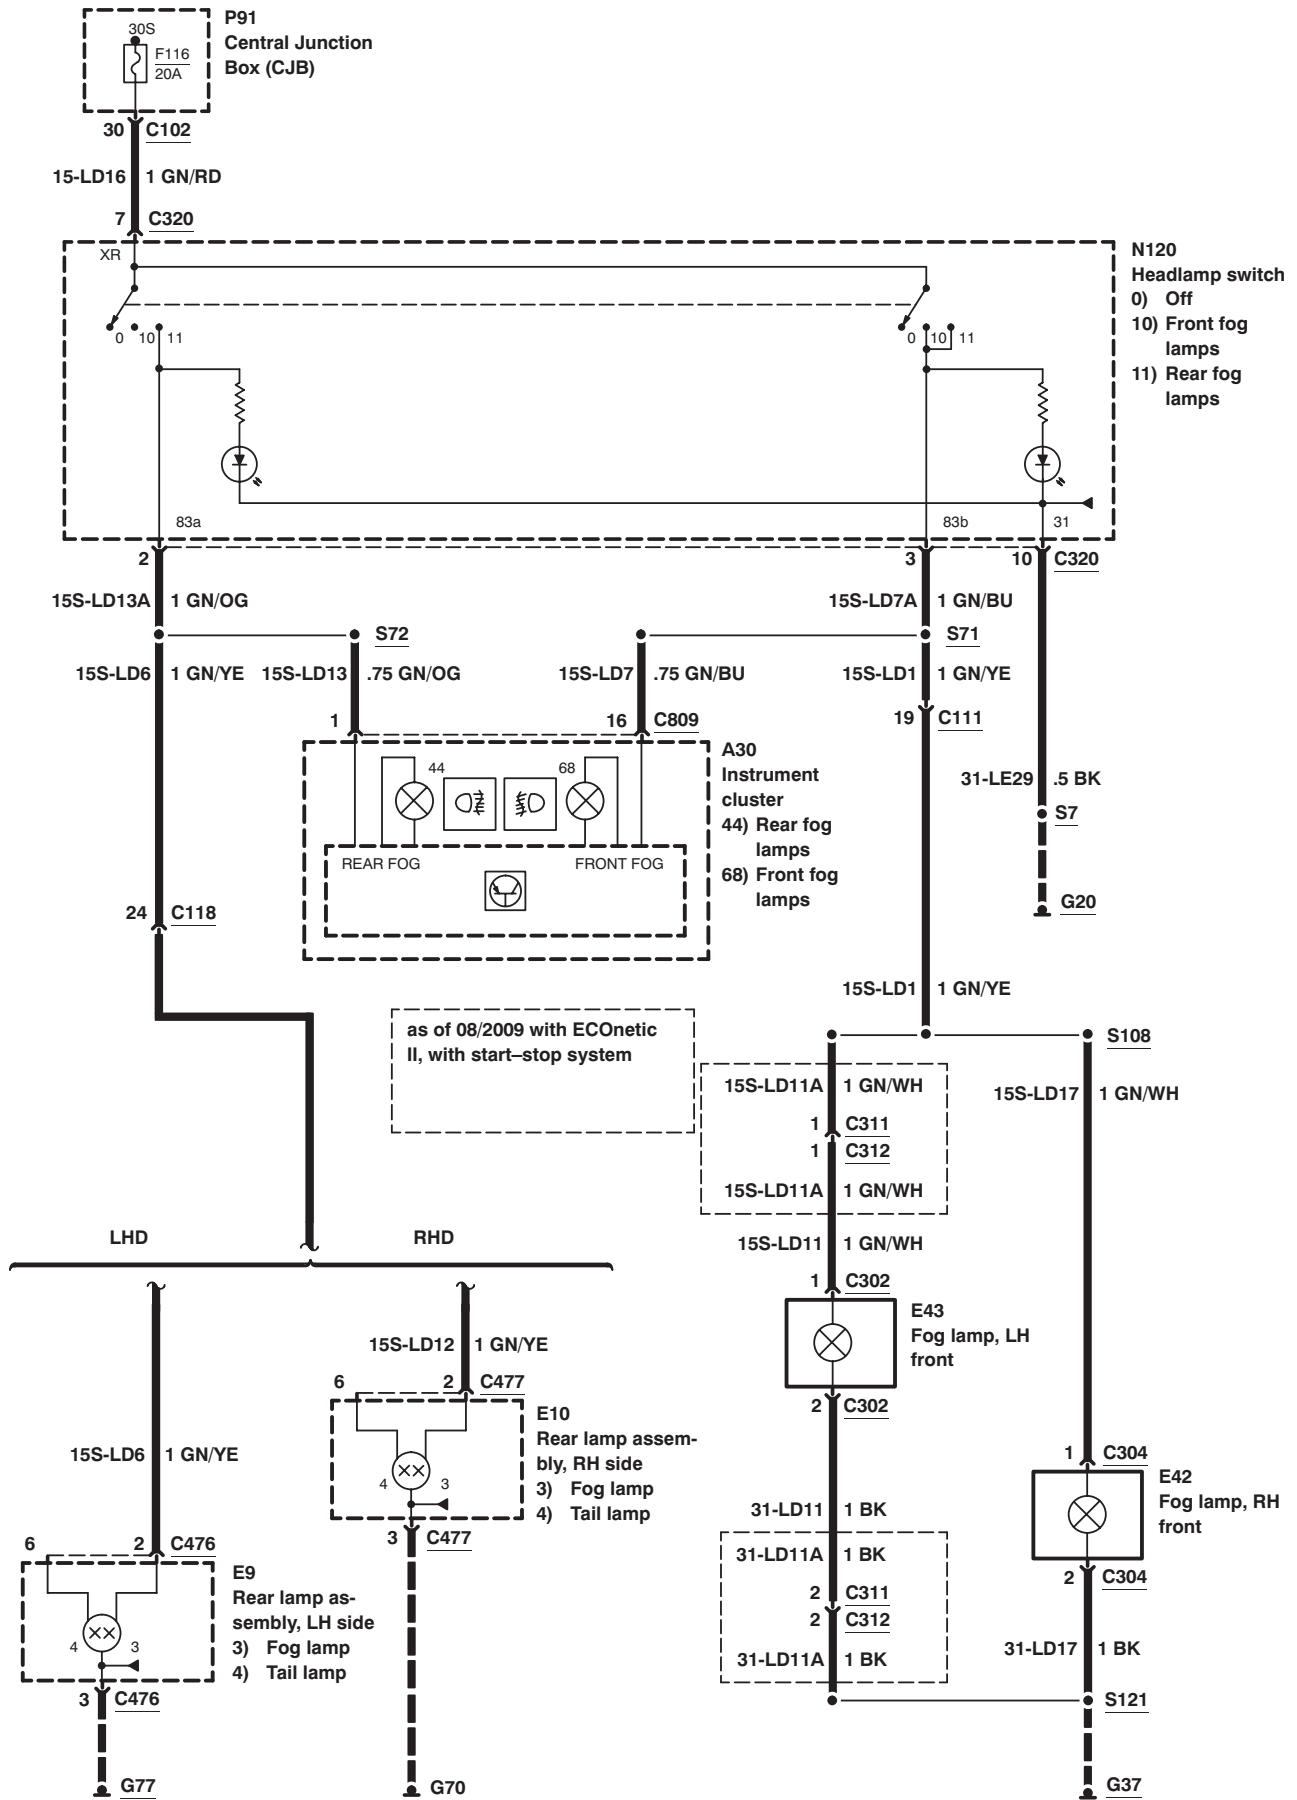 30S
F116
20A
P91
Central Junction
Box (CJB)
30 C102
15-LD16 1 GN/RD
7 C320
XR
0 10 11
0 10 11
N120
Headlamp switch
0) Off
10) Front fog
lamps
11) Rear fog
lamps
83a
83b
31
2
3
10 C320
15S-LD13A 1 GN/OG
15S-LD7A 1 GN/BU
S72
S71
15S-LD6 1 GN/YE
15S-LD13 .75 GN/OG
15S-LD7 .75 GN/BU
15S-LD1 1 GN/YE
1
16 C809
19 C111
44
68
REAR FOG
FRONT FOG
A30
Instrument
cluster
44) Rear fog
lamps
68) Front fog
lamps
31-LE29 .5 BK
S7
G20
24 C118
15S-LD1 1 GN/YE
as of 08/2009 with ECOnetic
II, with start–stop system
S108
15S-LD11A 1 GN/WH
15S-LD17 1 GN/WH
1 C311
1 C312
15S-LD11A 1 GN/WH
15S-LD11 1 GN/WH
LHD
RHD
1 C302
E43
Fog lamp, LH
front
2 C302
15S-LD12 1 GN/YE
6
2 C477
4 3
E10
Rear lamp assem-
bly, RH side
3) Fog lamp
4) Tail lamp
3 C477
15S-LD6 1 GN/YE
1 C304
E42
Fog lamp, RH
front
2 C304
31-LD11 1 BK
31-LD11A 1 BK
2 C311
2 C312
31-LD11A 1 BK
31-LD17 1 BK
S121
6
2 C476
4 3
E9
Rear lamp as-
sembly, LH side
3) Fog lamp
4) Tail lamp
3 C476
G77
G70
G37